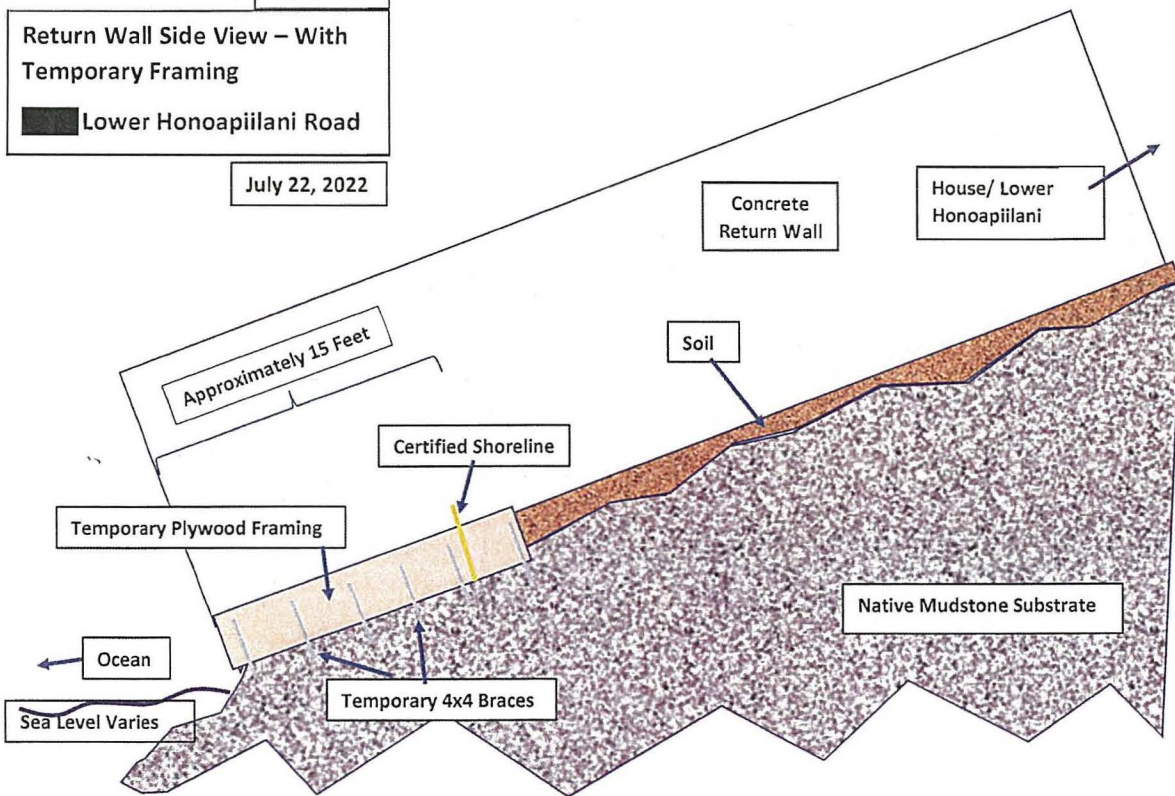 Return Wall Side View – With
Temporary Framing
Lower Honoapiilani Road
July 22, 2022
Concrete
Return Wall
House/ Lower
Honoapiilani
Approximately 15 Feet
Soil
Certified Shoreline
Temporary Plywood Framing
Native Mudstone Substrate
Ocean
Temporary 4x4 Braces
Sea Level Varies